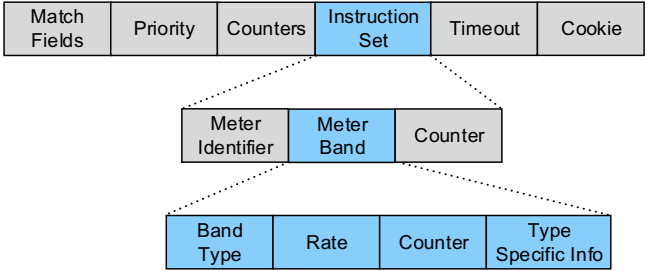 Match
Fields
Priority
Counters
Instruction
Set
Timeout
Cookie
Meter
Identifier
Meter
Band
Counter
Band
Type
Rate
Counter
Type
Specific Info